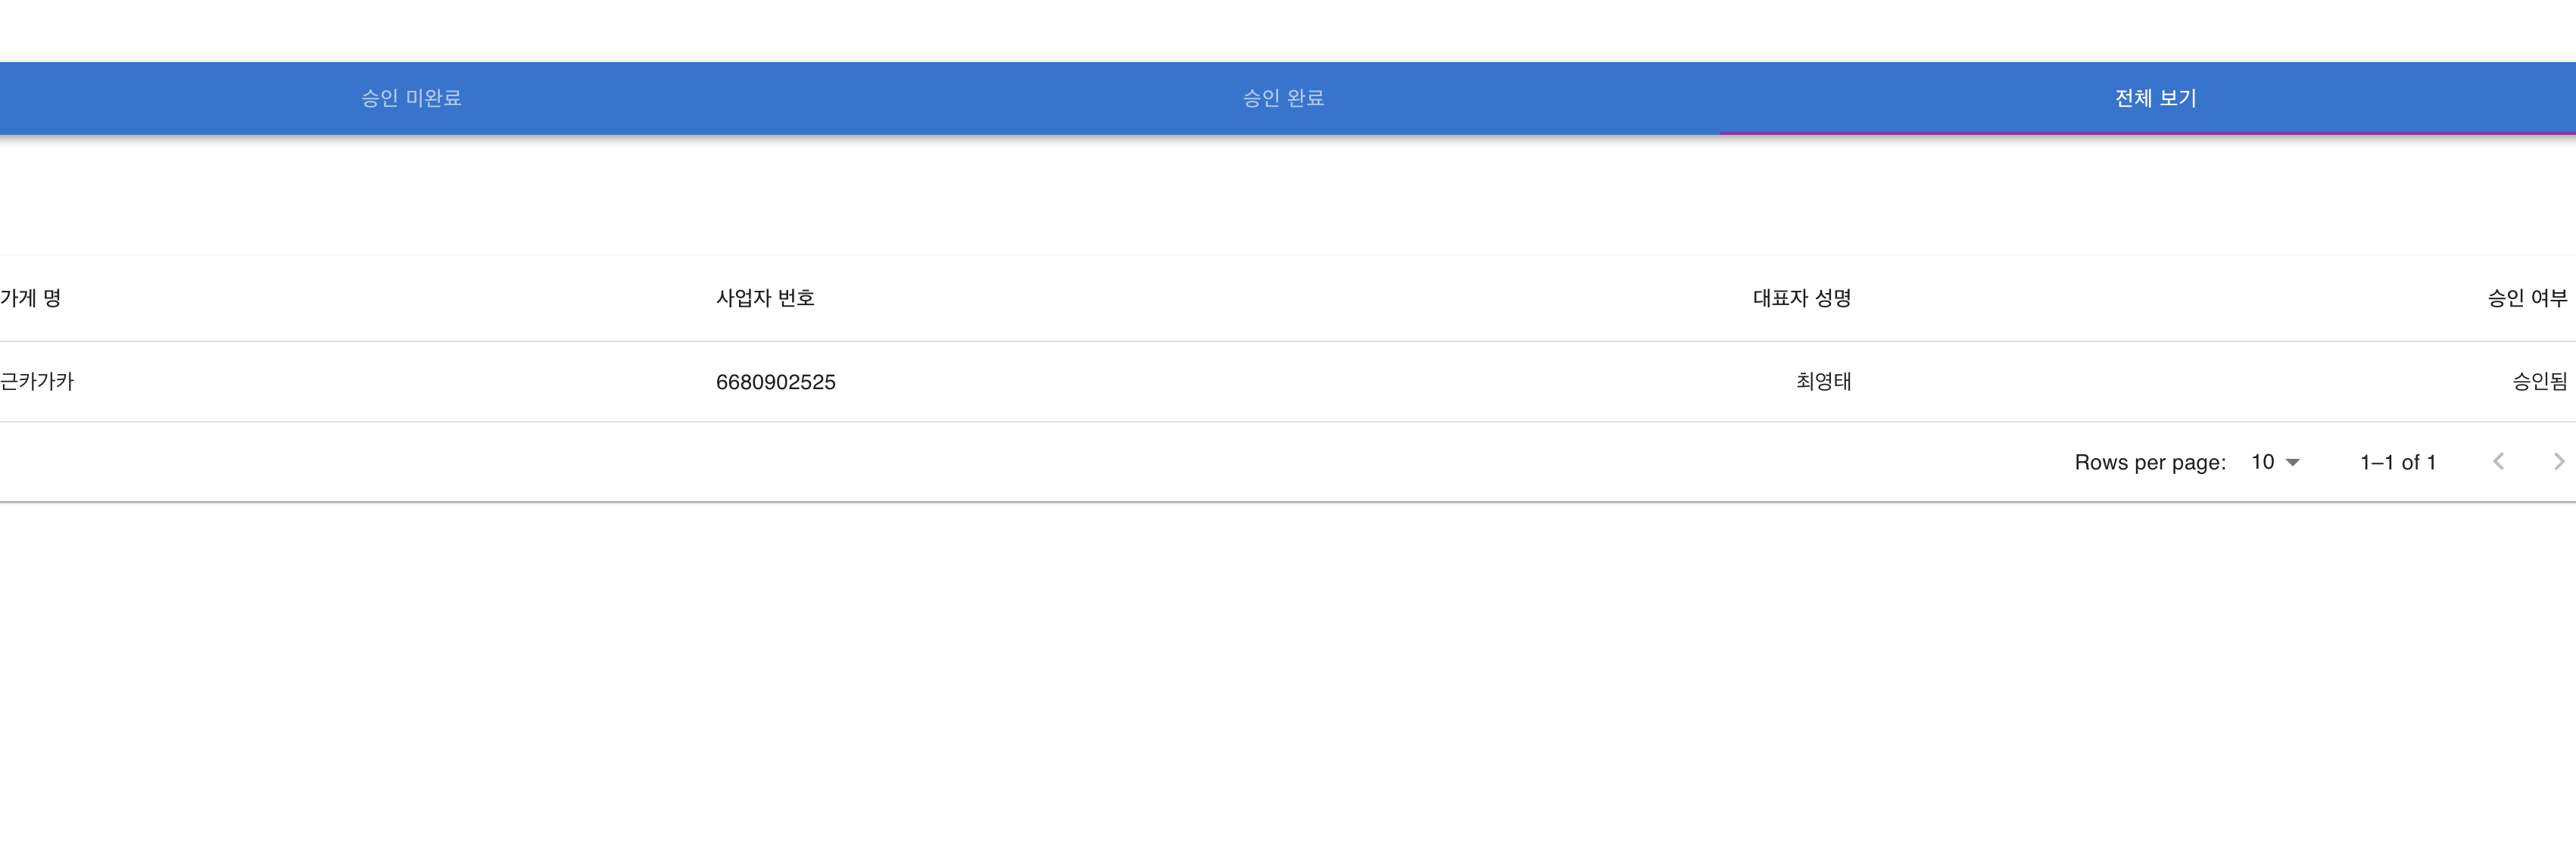 승인 미완료 승인 완료 전체 보기
가게 명 사업자 번호 대표자 성명 승인 여부
근카가카 6680902525 최영태 승인됨
Rows per page: 10 1–1 of 1